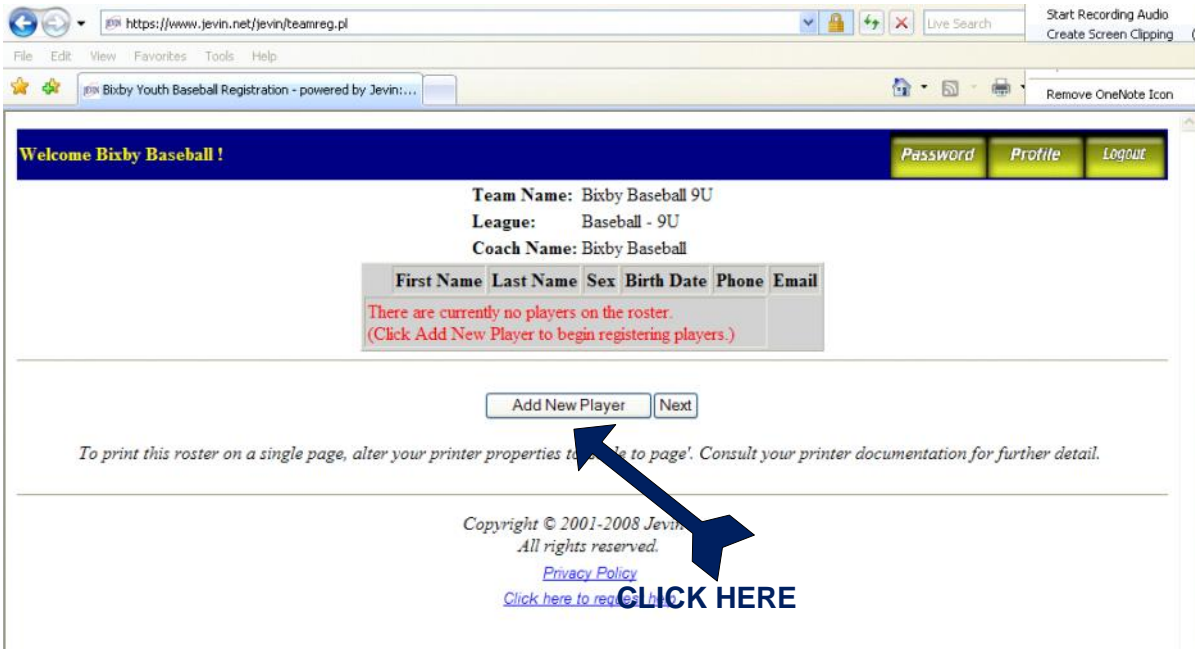 https://www.jevin.net/jevin/teamreg.pl
Live Search
Start Recording Audio
Create Screen Clipping
File Edit View Favorites Tools Help
Bixby Youth Baseball Registration - powered by Jevin:...
Remove OneNote Icon
Welcome Bixby Baseball !
Password Profile Logout
Team Name: Bixby Baseball 9U
League: Baseball - 9U
Coach Name: Bixby Baseball
First Name Last Name Sex Birth Date Phone Email
There are currently no players on the roster.
(Click Add New Player to begin registering players.)
Add New Player Next
To print this roster on a single page, alter your printer properties to page'. Consult your printer documentation for further detail.
Copyright © 2001-2008 Jevin
All rights reserved.
Privacy Policy
Click here to request help
CLICK HERE